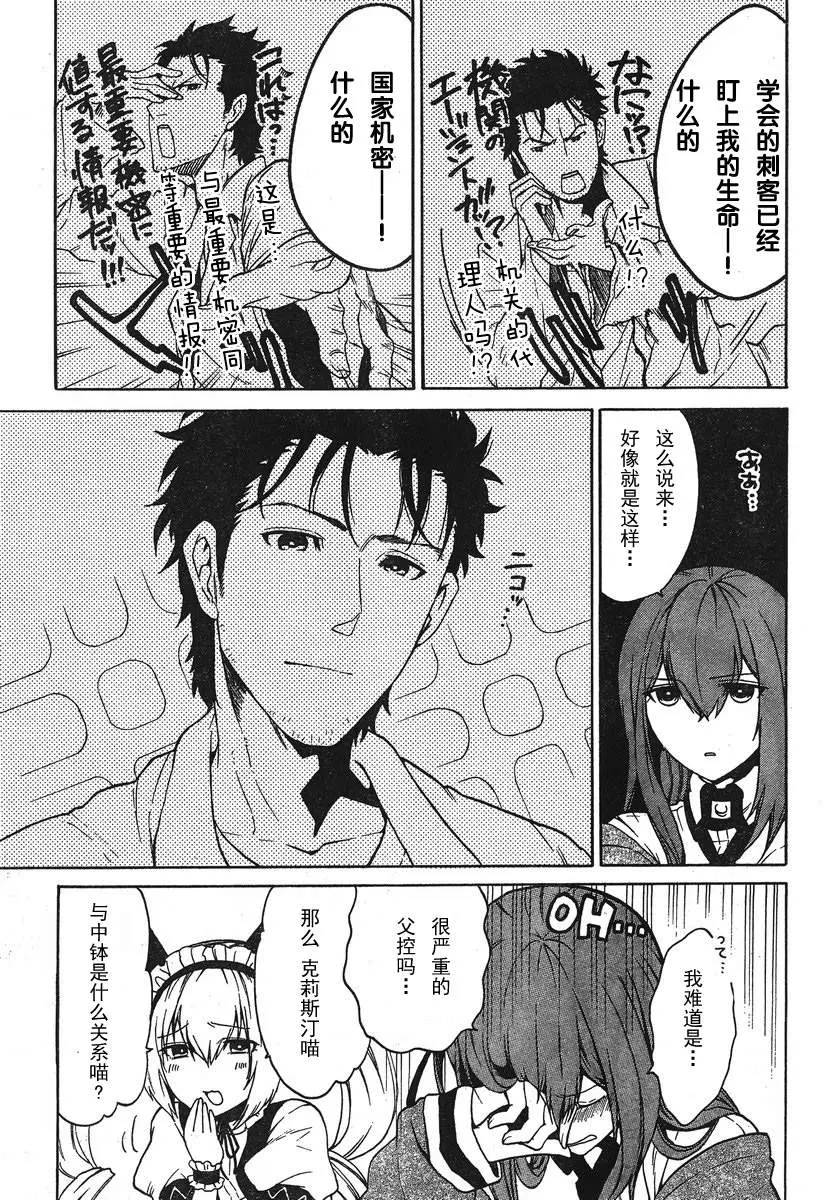 学会的刺客已经
盯上我的生命——!
什么的
なにッ!?
機関の
エージェントが!?
什么!?
机关的代
理人吗!?
国家机密——!
什么的
コればっ…
最重要機密に
値する情報だッ!!!
这是…
与最重要机密同
等重要的情报!!
ああ…
这么说来…
好像就是这样…
ニコッ…
って…
我难道是…
OH…
很严重的
父控吗…
那么 克莉斯汀喵
与中钵是什么关系喵?